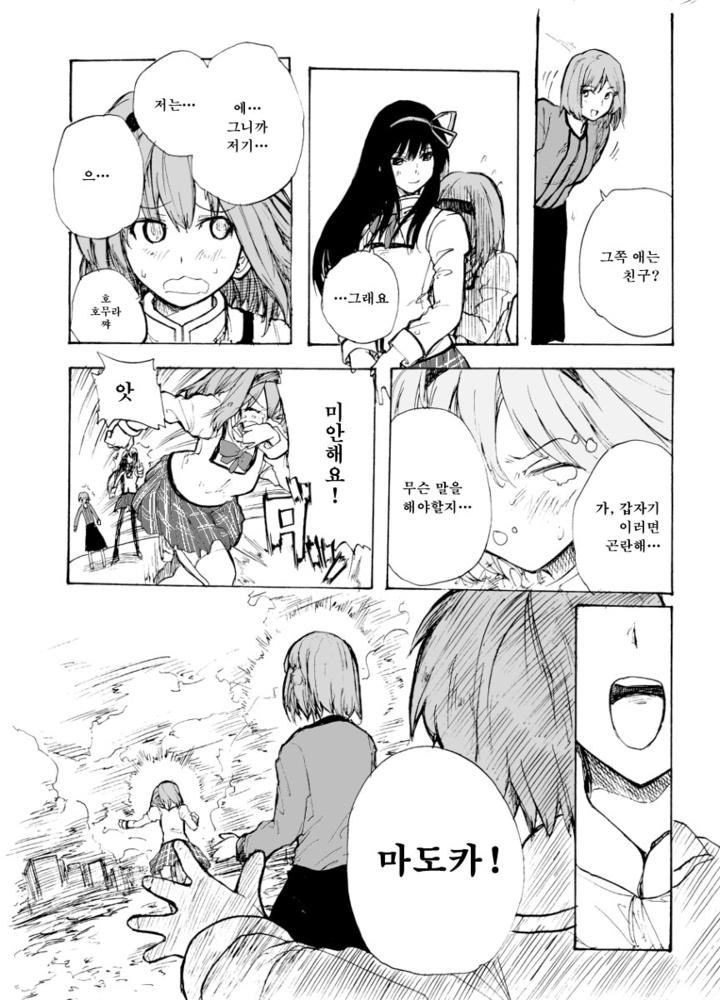 그쪽 애는
친구?
…그래요
에…
그니까
저기…
저는…
으…
호
호무라
쨔
가, 갑자기
이러면
곤란해…
무슨 말을
해야할지…
미안해요!
앗
마도카!